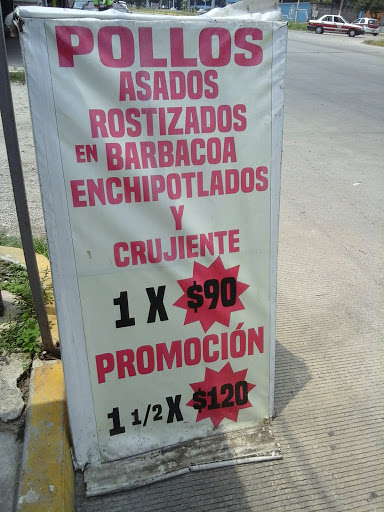 POLLOS
ASADOS
ROSTIZADOS
EN BARBACOA
ENCHIPOTLADOS
Y
CRUJIENTE
1 X $90
PROMOCIÓN
1 1/2 X $120